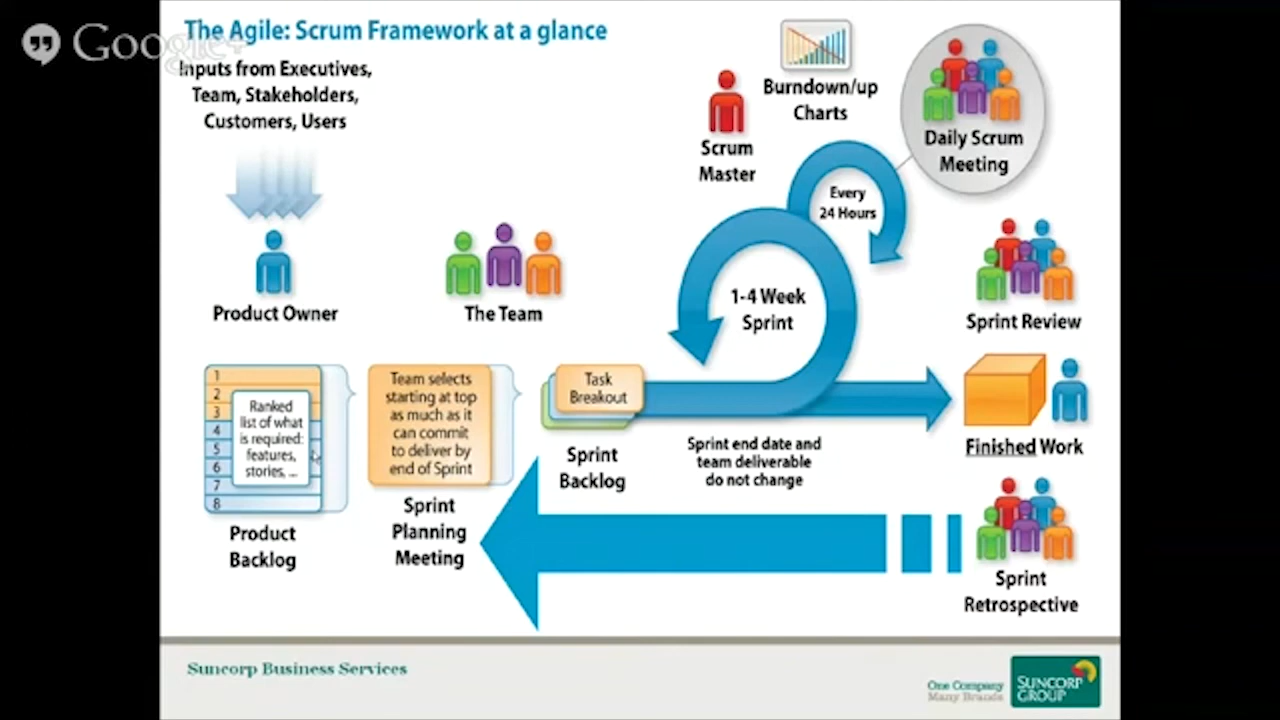 The Agile: Scrum Framework at a glance
Google+
Inputs from Executives,
Team, Stakeholders,
Customers, Users
Product Owner
The Team
Scrum
Master
Burndown/up
Charts
Daily Scrum
Meeting
Every
24 Hours
1-4 Week
Sprint
Sprint Review
1
2
3
4
5
6
7
8
Ranked
list of what
is required:
features,
stories, ...
Product
Backlog
Team selects
starting at top
as much as it
can commit
to deliver by
end of Sprint
Sprint
Planning
Meeting
Task
Breakout
Sprint
Backlog
Sprint end date and
team deliverable
do not change
Finished Work
Sprint
Retrospective
Suncorp Business Services
One Company
Many Brands
SUNCORP
GROUP